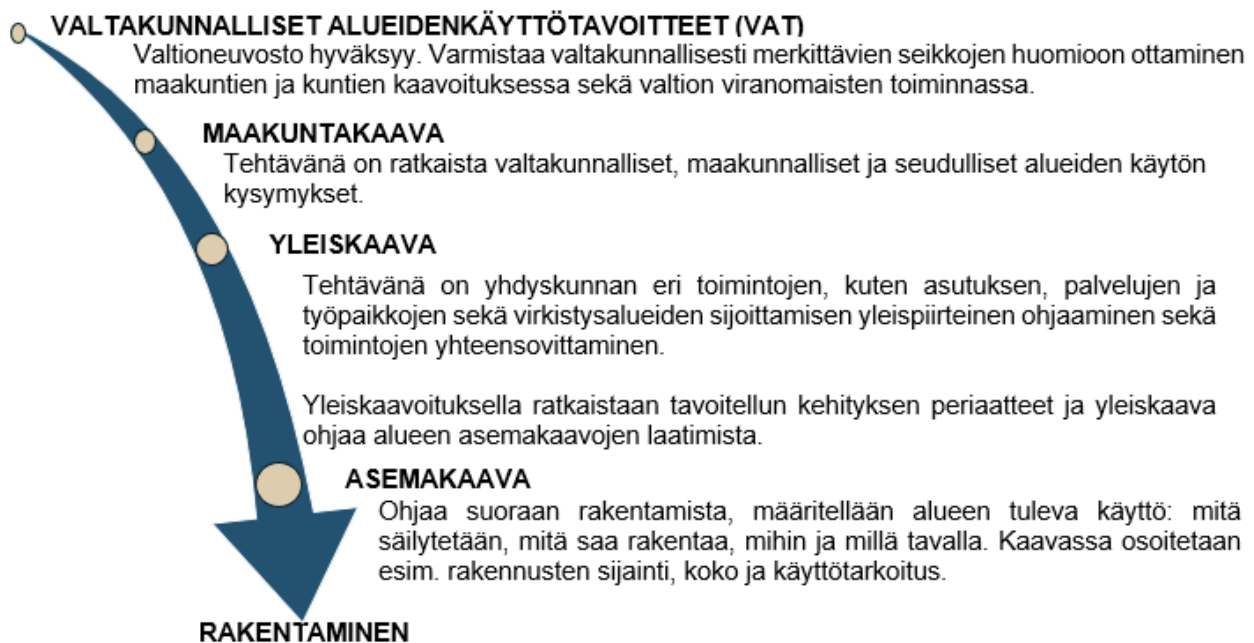 VALTAKUNNALLISET ALUEIDENKÄYTTÖTAVOITTEET (VAT)
Valtioneuvosto hyväksyy. Varmistaa valtakunnallisesti merkittävien seikkojen huomioon ottaminen
maakuntien ja kuntien kaavoituksessa sekä valtion viranomaisten toiminnassa.
MAAKUNTAKAAVA
Tehtävänä on ratkaista valtakunnalliset, maakunnalliset ja seudulliset alueiden käytön
kysymykset.
YLEISKAAVA
Tehtävänä on yhdyskunnan eri toimintojen, kuten asutuksen, palvelujen ja
työpaikkojen sekä virkistysalueiden sijoittamisen yleispiirteinen ohjaaminen sekä
toimintojen yhteensovittaminen.
Yleiskaavoituksella ratkaistaan tavoitellun kehityksen periaatteet ja yleiskaava
ohjaa alueen asemakaavojen laatimista.
ASEMAKAAVA
Ohjaa suoraan rakentamista, määritellään alueen tuleva käyttö: mitä
säilytetään, mitä saa rakentaa, mihin ja millä tavalla. Kaavassa osoitetaan
esim. rakennusten sijainti, koko ja käyttötarkoitus.
RAKENTAMINEN